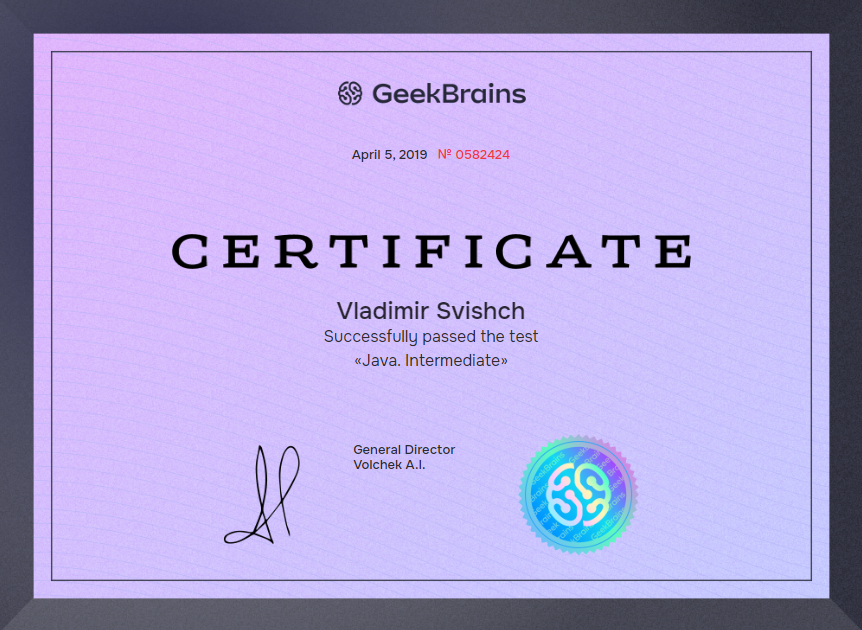 GeekBrains
April 5, 2019 № 0582424
CERTIFICATE
Vladimir Svishch
Successfully passed the test
«Java. Intermediate»
General Director
Volchek A.I.